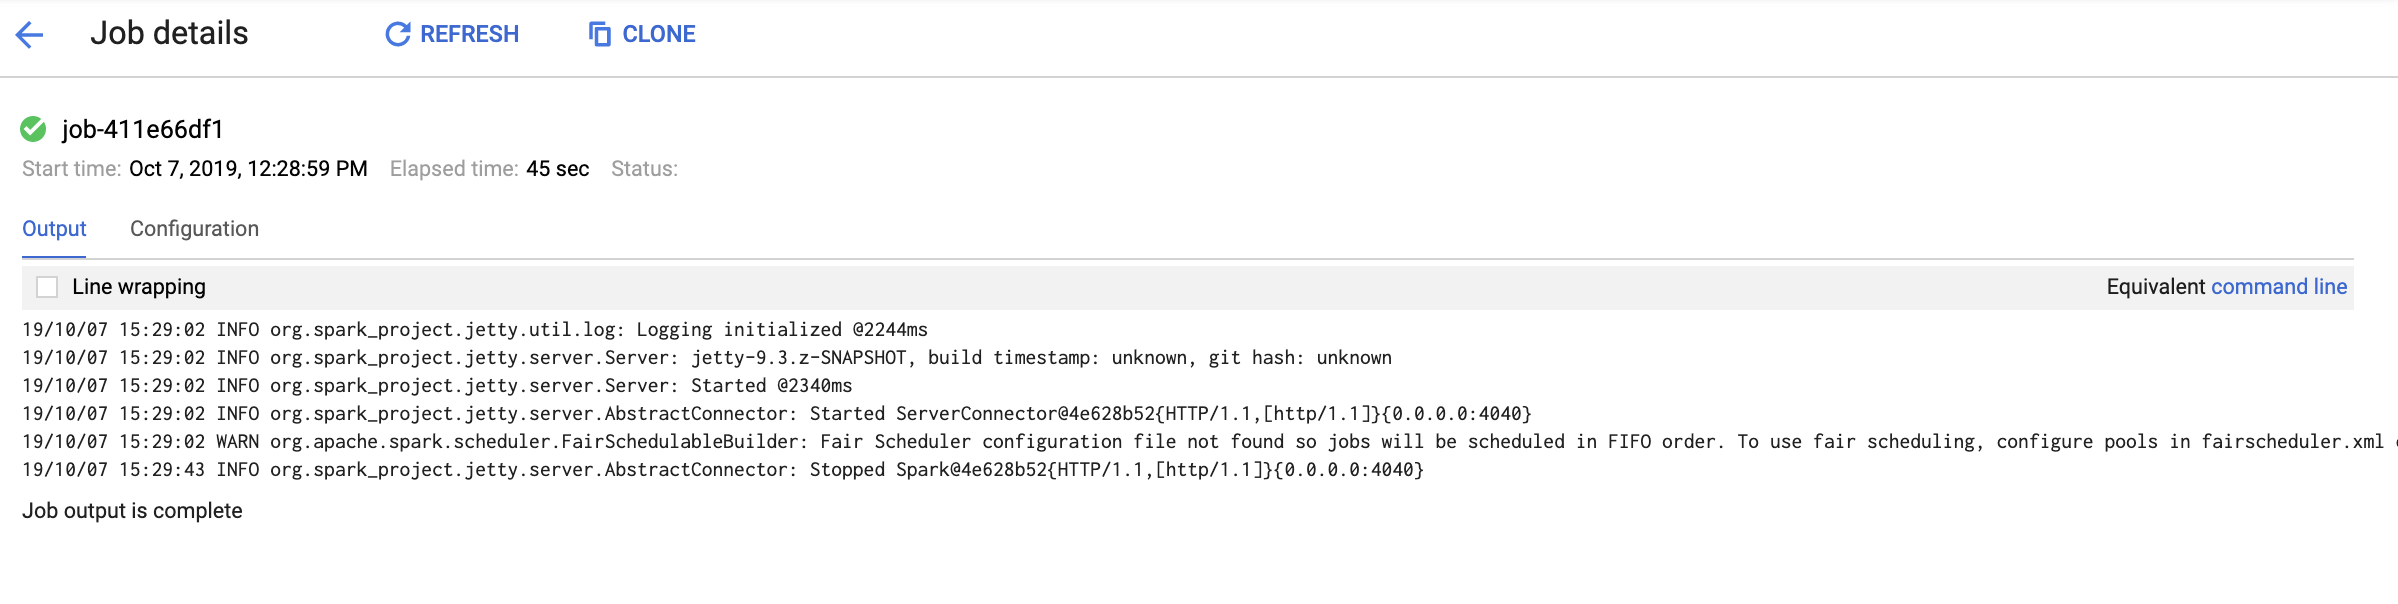 Job details REFRESH CLONE
job-411e66df1
Start time: Oct 7, 2019, 12:28:59 PM Elapsed time: 45 sec Status:
Output Configuration
Line wrapping Equivalent command line
19/10/07 15:29:02 INFO org.spark_project.jetty.util.log: Logging initialized @2244ms
19/10/07 15:29:02 INFO org.spark_project.jetty.server.Server: jetty-9.3.z-SNAPSHOT, build timestamp: unknown, git hash: unknown
19/10/07 15:29:02 INFO org.spark_project.jetty.server.Server: Started @2340ms
19/10/07 15:29:02 INFO org.spark_project.jetty.server.AbstractConnector: Started ServerConnector@4e628b52{HTTP/1.1,[http/1.1]}{0.0.0.0:4040}
19/10/07 15:29:02 WARN org.apache.spark.scheduler.FairSchedulableBuilder: Fair Scheduler configuration file not found so jobs will be scheduled in FIFO order. To use fair scheduling, configure pools in fairscheduler.xml
19/10/07 15:29:43 INFO org.spark_project.jetty.server.AbstractConnector: Stopped Spark@4e628b52{HTTP/1.1,[http/1.1]}{0.0.0.0:4040}
Job output is complete